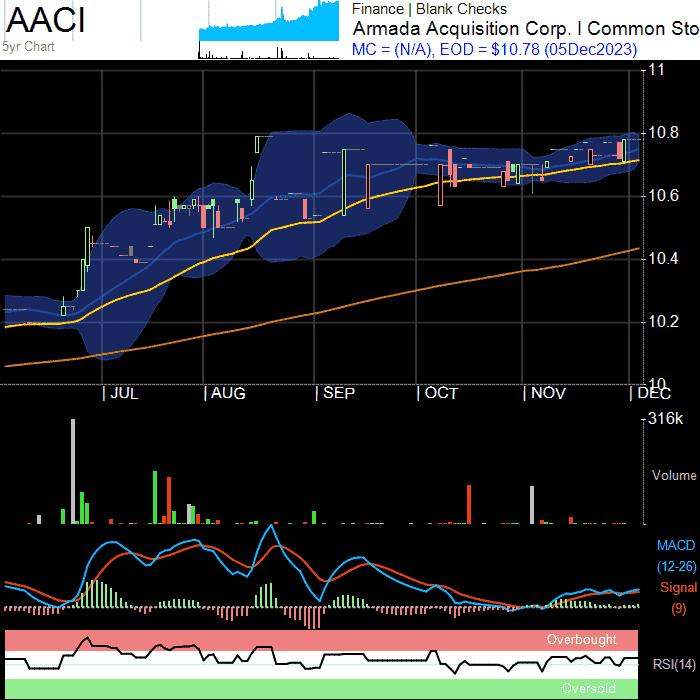 AACI
5yr Chart
Finance | Blank Checks
Armada Acquisition Corp. I Common Sto
MC = (N/A), EOD = $10.78 (05Dec2023)
11
10.8
10.6
10.4
10.2
10
JUL
AUG
SEP
OCT
NOV
DEC
316k
Volume
MACD
(12-26)
Signal
(9)
Overbought
RSI(14)
Oversold